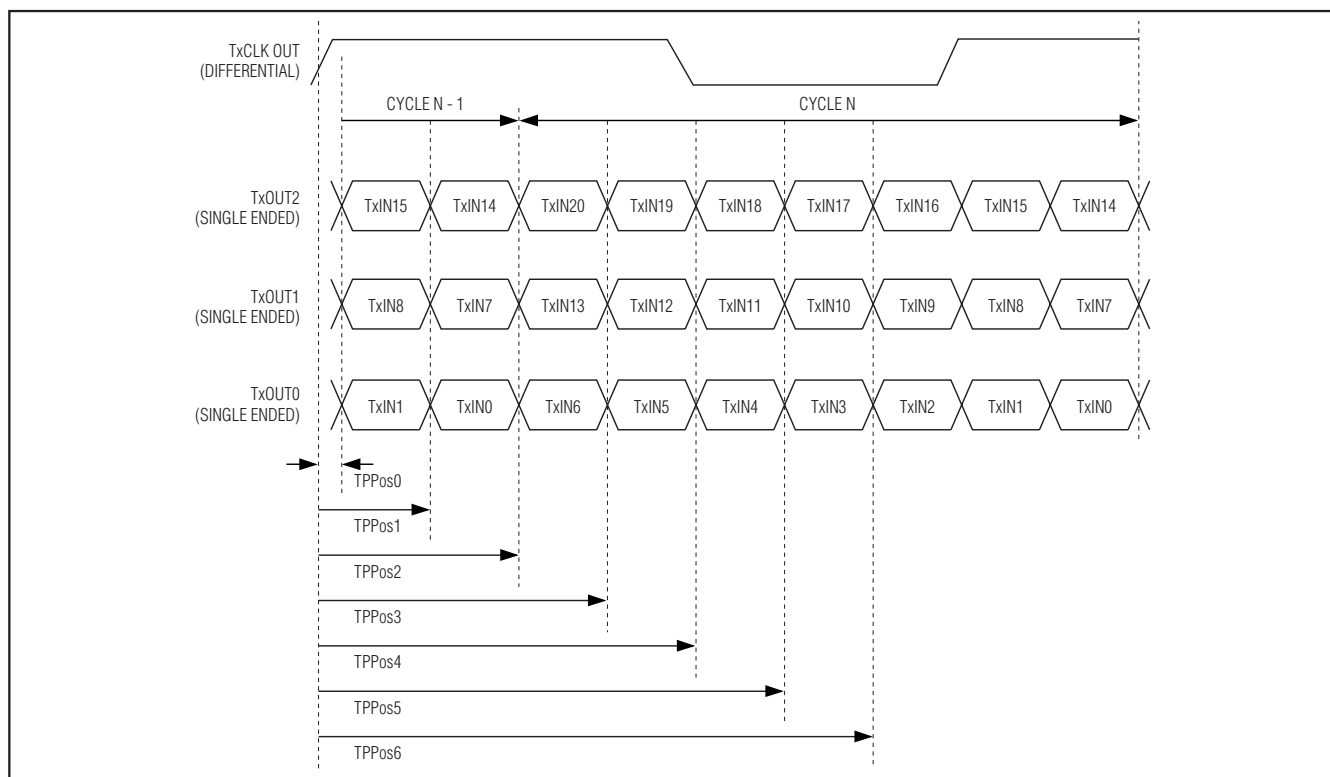 TxCLK OUT
(DIFFERENTIAL)
CYCLE N - 1
CYCLE N
TxOUT2
(SINGLE ENDED)
TxIN15 TxIN14 TxIN20 TxIN19 TxIN18 TxIN17 TxIN16 TxIN15 TxIN14
TxOUT1
(SINGLE ENDED)
TxIN8 TxIN7 TxIN13 TxIN12 TxIN11 TxIN10 TxIN9 TxIN8 TxIN7
TxOUT0
(SINGLE ENDED)
TxIN1 TxIN0 TxIN6 TxIN5 TxIN4 TxIN3 TxIN2 TxIN1 TxIN0
TPPos0
TPPos1
TPPos2
TPPos3
TPPos4
TPPos5
TPPos6